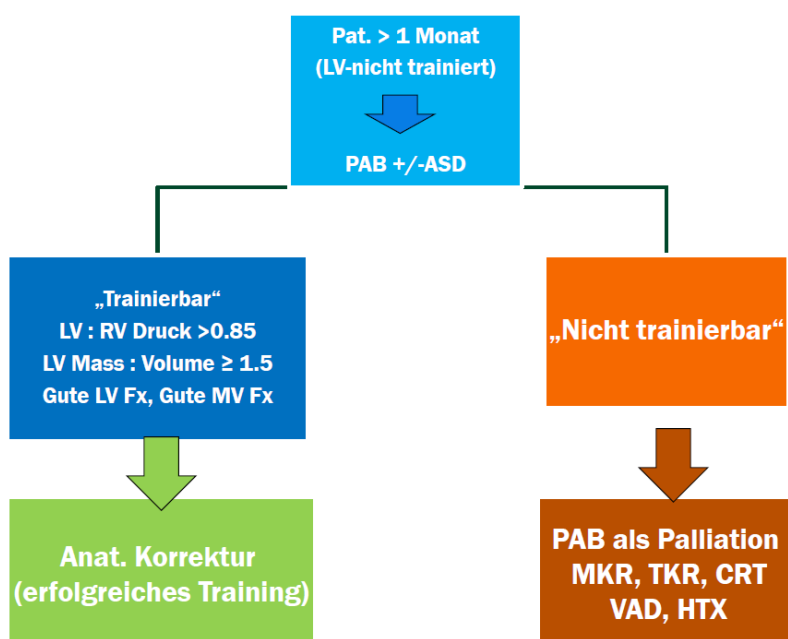 Pat. > 1 Monat
(LV-nicht trainiert)
PAB +/-ASD
„Trainierbar“
LV : RV Druck >0.85
LV Mass : Volume ≥ 1.5
Gute LV Fx, Gute MV Fx
„Nicht trainierbar“
Anat. Korrektur
(erfolgreiches Training)
PAB als Palliation
MKR, TKR, CRT
VAD, HTX